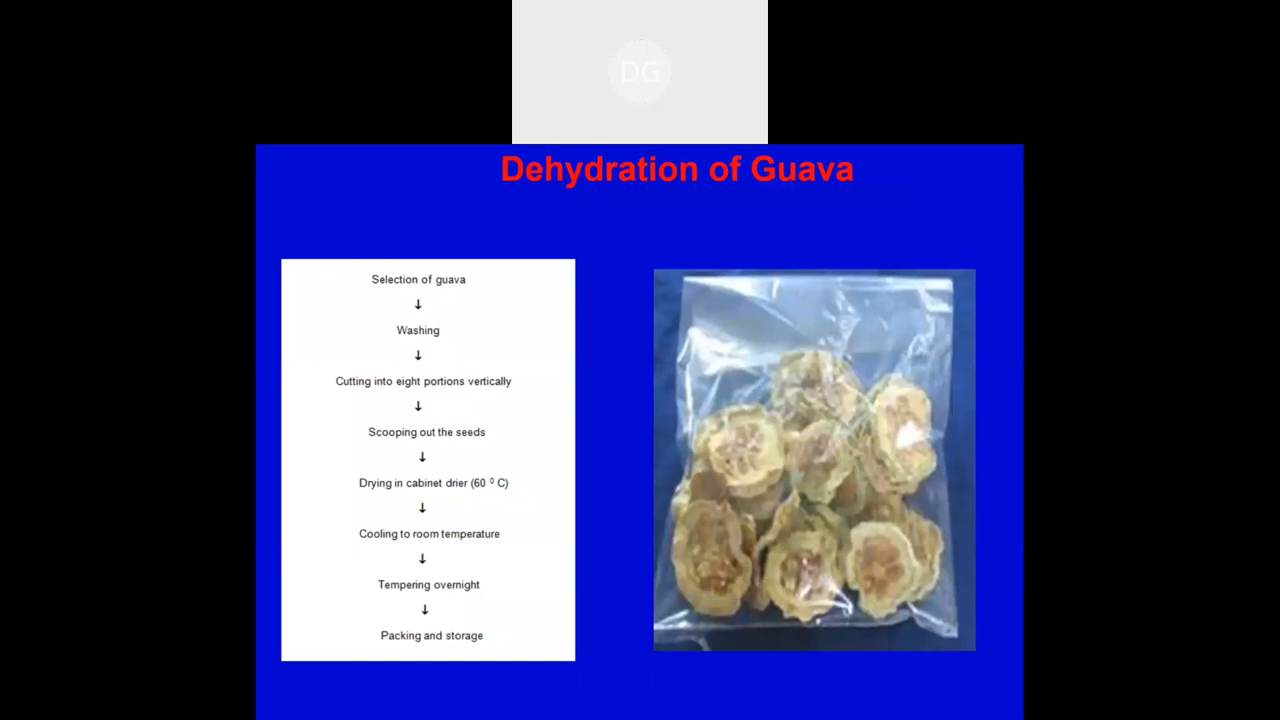 DG
Dehydration of Guava
Selection of guava
↓
Washing
↓
Cutting into eight portions vertically
↓
Scooping out the seeds
↓
Drying in cabinet drier (60 ⁰ C)
↓
Cooling to room temperature
↓
Tempering overnight
↓
Packing and storage